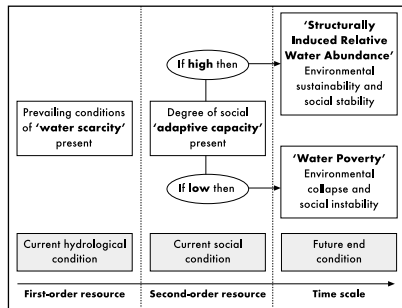 Prevailing conditions
of 'water scarcity'
present
If high then
Degree of social
'adaptive capacity'
present
If low then
'Structurally
Induced Relative
Water Abundance'
Environmental
sustainability and
social stability
'Water Poverty'
Environmental
collapse and
social instability
Current hydrological
condition
Current social
condition
Future end
condition
First-order resource
Second-order resource
Time scale